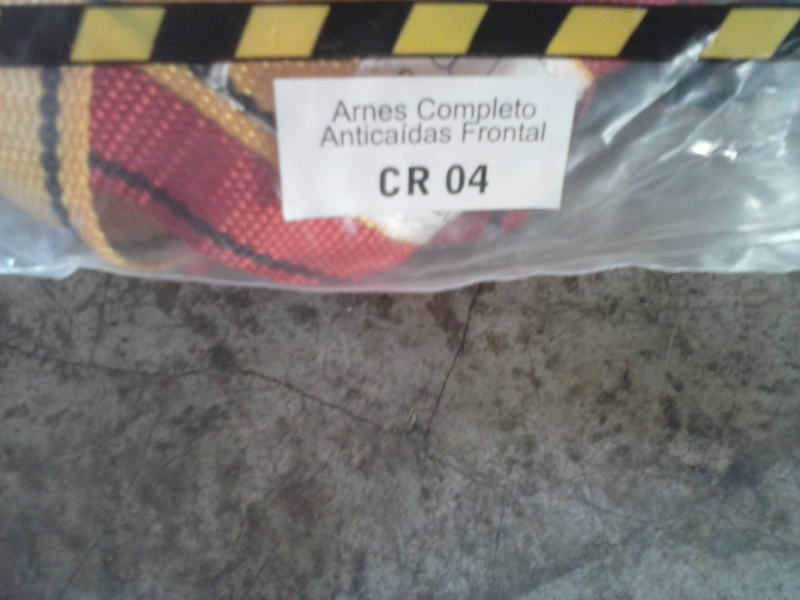 Arnes Completo
Anticaídas Frontal
CR 04